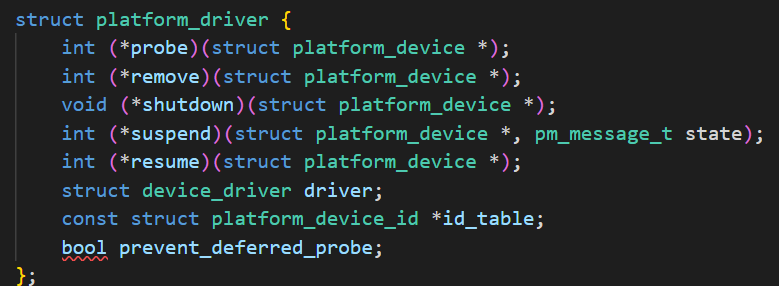 struct platform_driver {
    int (*probe)(struct platform_device *);
    int (*remove)(struct platform_device *);
    void (*shutdown)(struct platform_device *);
    int (*suspend)(struct platform_device *, pm_message_t state);
    int (*resume)(struct platform_device *);
    struct device_driver driver;
    const struct platform_device_id *id_table;
    bool prevent_deferred_probe;
};